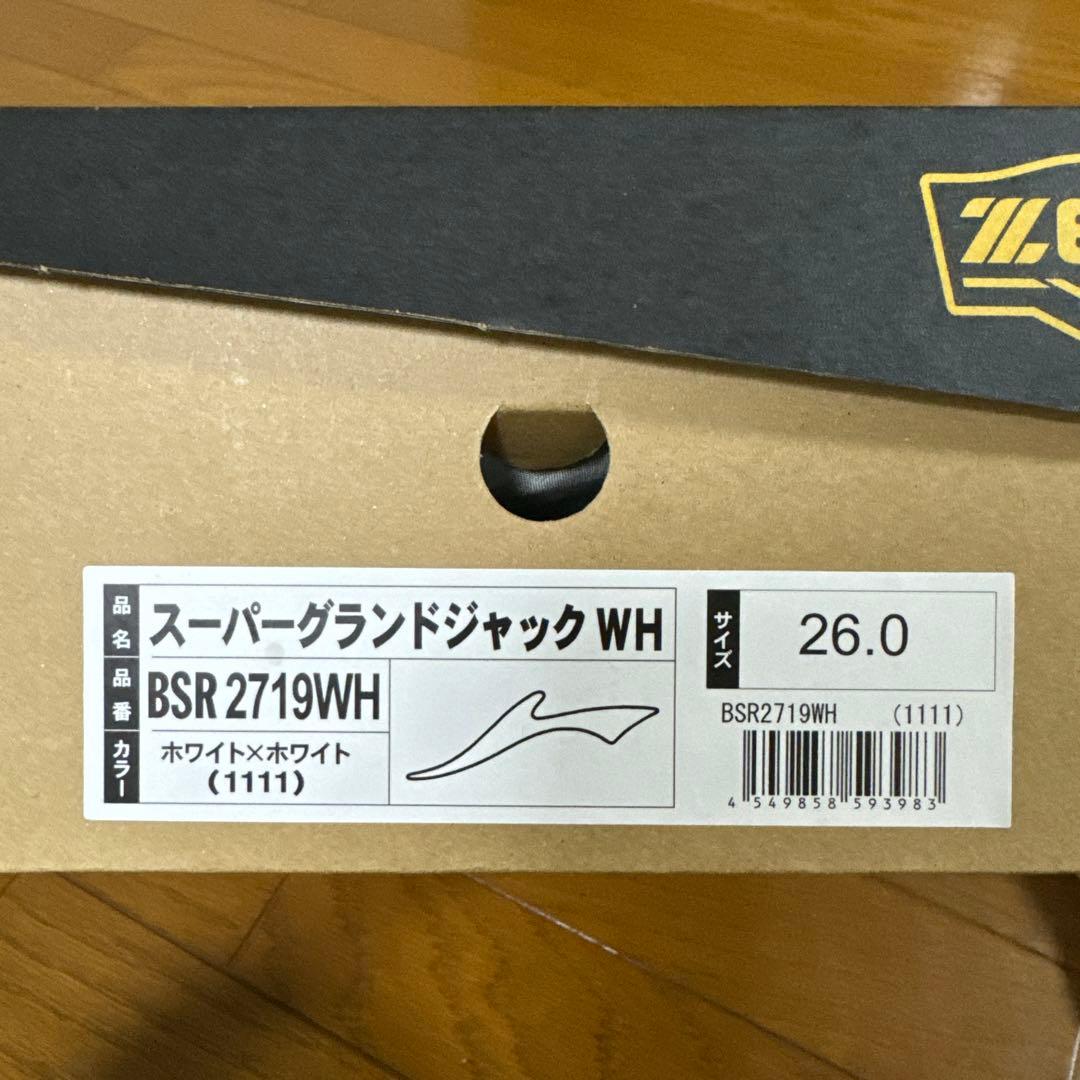 品名 スーパーグランドジャック WH
品番 BSR 2719WH
カラー ホワイト×ホワイト
(1111)
サイズ 26.0
BSR2719WH (1111)
4 549858 593983